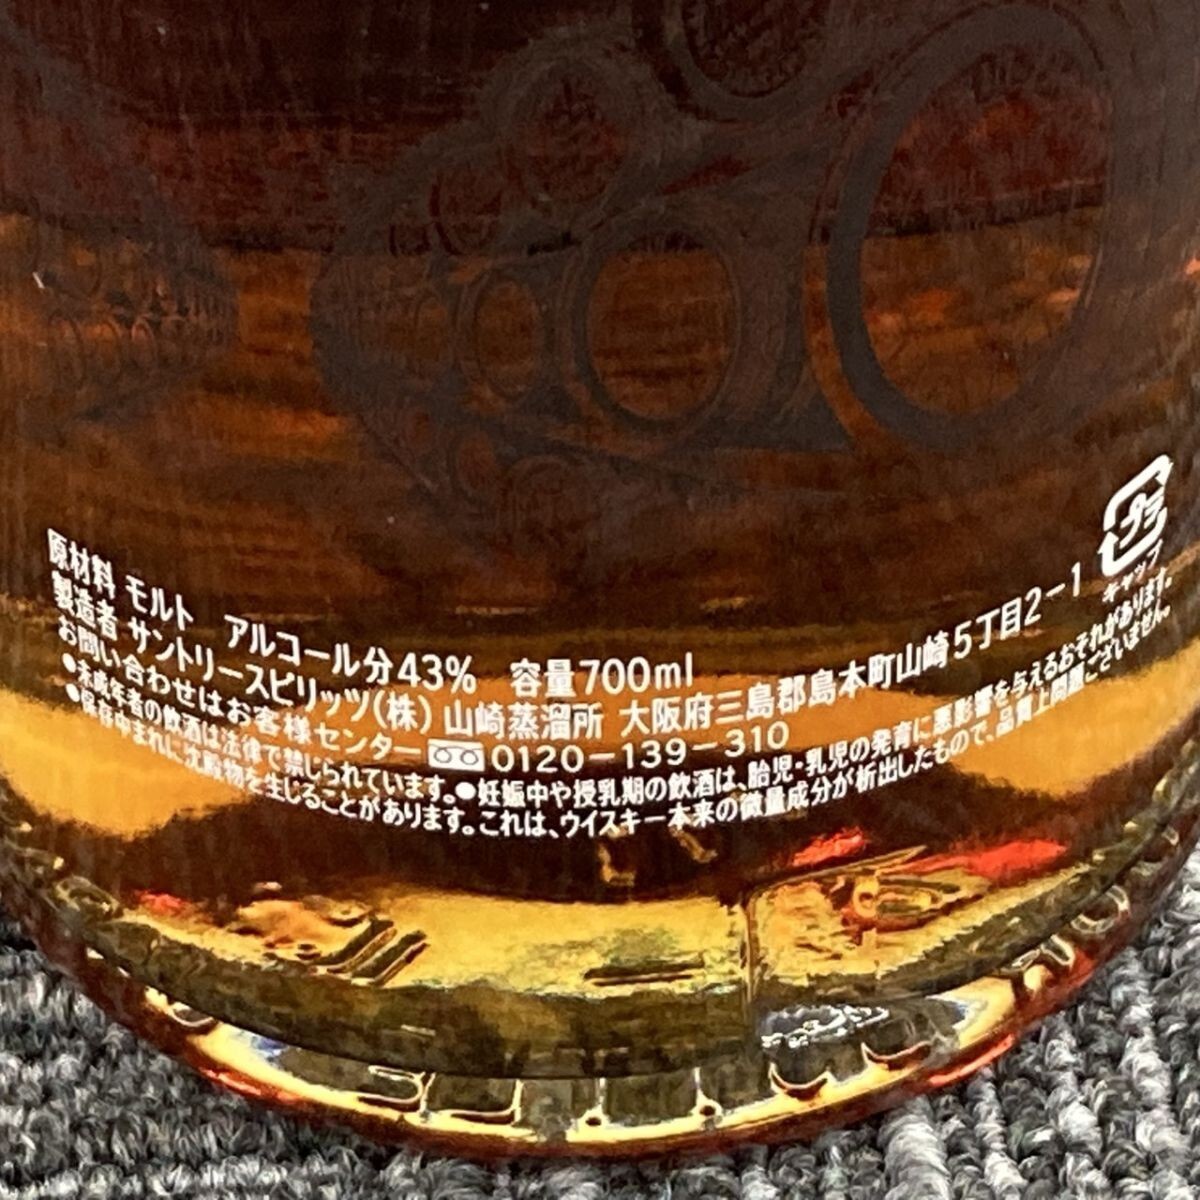 原材料 モルト アルコール分43% 容量700ml
製造者 サントリースピリッツ(株) 山崎蒸溜所 大阪府三島郡島本町山崎5丁目2-1
お問い合わせはお客様センター 0120-139-310
●未成年者の飲酒は法律で禁じられています。●妊娠中や授乳期の飲酒は、胎児・乳児の発育に悪影響を与えるおそれがあります。
●保存中まれに沈殿物を生じることがあります。これは、ウイスキー本来の微量成分が析出したもので、品質上問題ございません。
プラ
キャップ